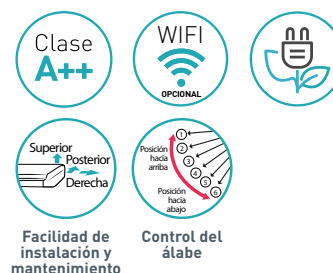 Clase
A++
WIFI
OPCIONAL
Superior
Posterior
Derecha
Posición
hacia
arriba
1
2
3
4
5
6
Posición
hacia
abajo
Facilidad de
instalación y
mantenimiento
Control del
álabe